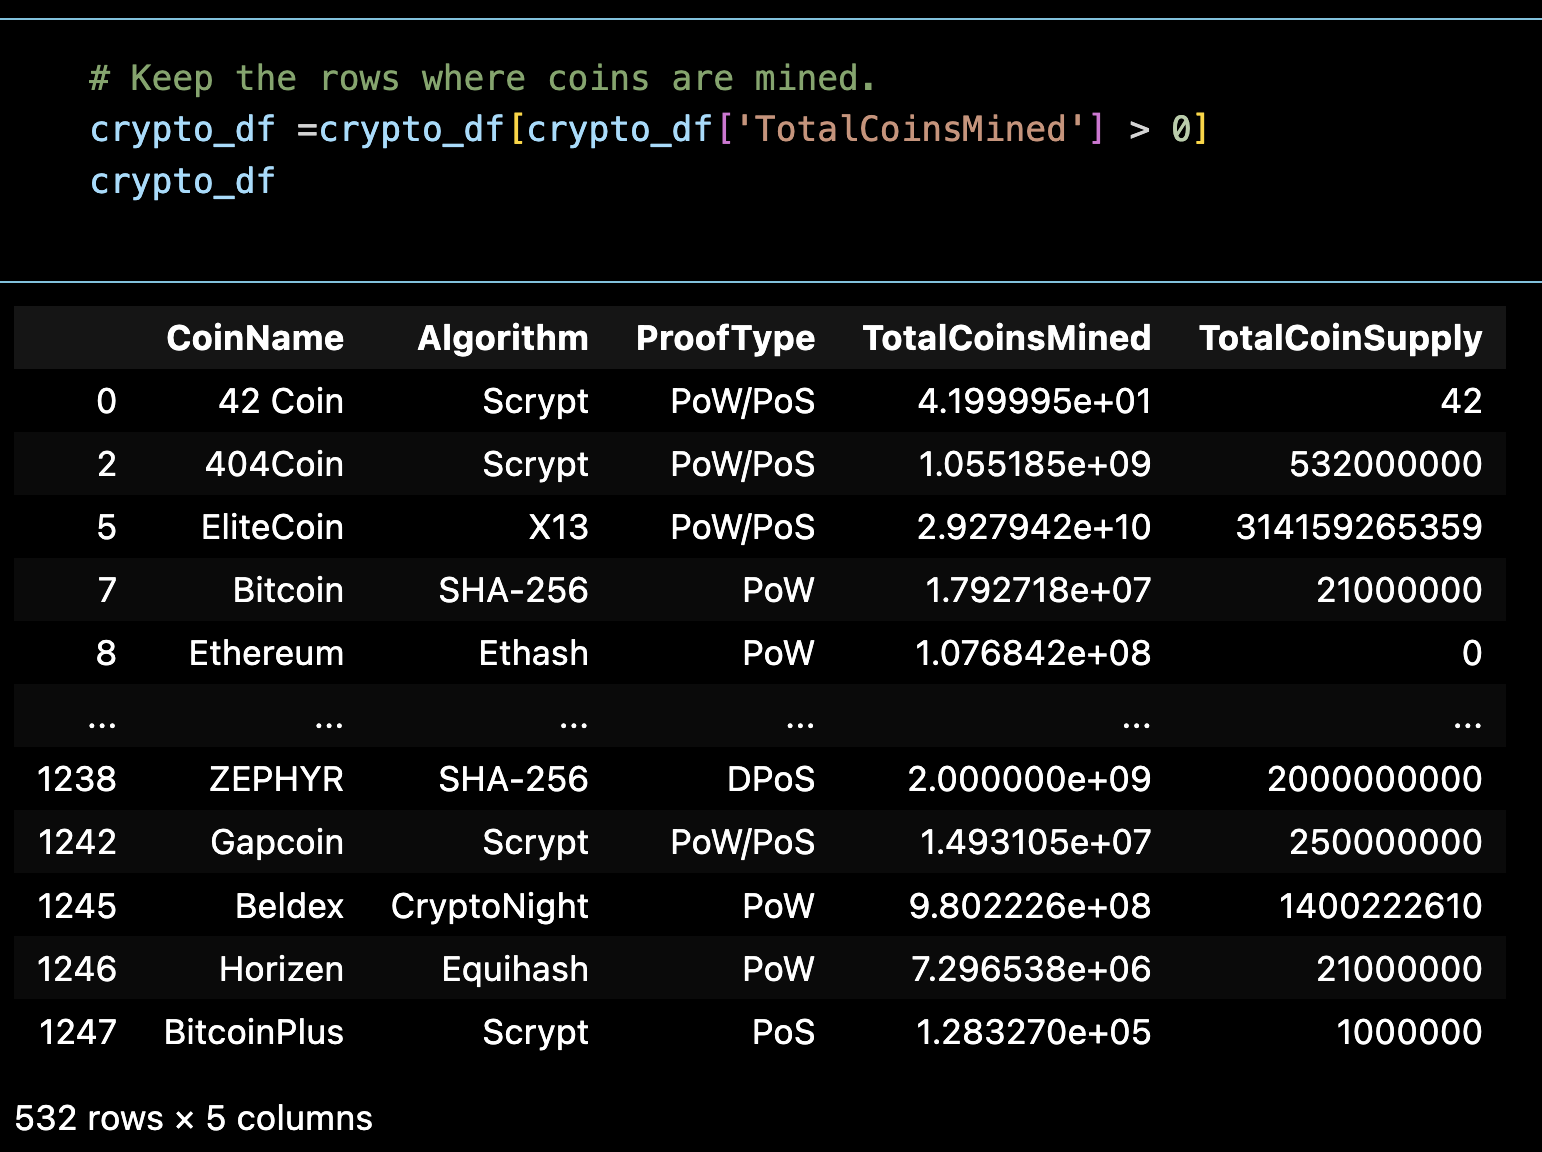 # Keep the rows where coins are mined.
crypto_df =crypto_df[crypto_df['TotalCoinsMined'] > 0]
crypto_df
CoinName Algorithm ProofType TotalCoinsMined TotalCoinSupply
0 42 Coin Scrypt PoW/PoS 4.199995e+01 42
2 404Coin Scrypt PoW/PoS 1.055185e+09 532000000
5 EliteCoin X13 PoW/PoS 2.927942e+10 314159265359
7 Bitcoin SHA-256 PoW 1.792718e+07 21000000
8 Ethereum Ethash PoW 1.076842e+08 0
... ... ... ... ... ...
1238 ZEPHYR SHA-256 DPoS 2.000000e+09 2000000000
1242 Gapcoin Scrypt PoW/PoS 1.493105e+07 250000000
1245 Beldex CryptoNight PoW 9.802226e+08 1400222610
1246 Horizen Equihash PoW 7.296538e+06 21000000
1247 BitcoinPlus Scrypt PoS 1.283270e+05 1000000
532 rows × 5 columns